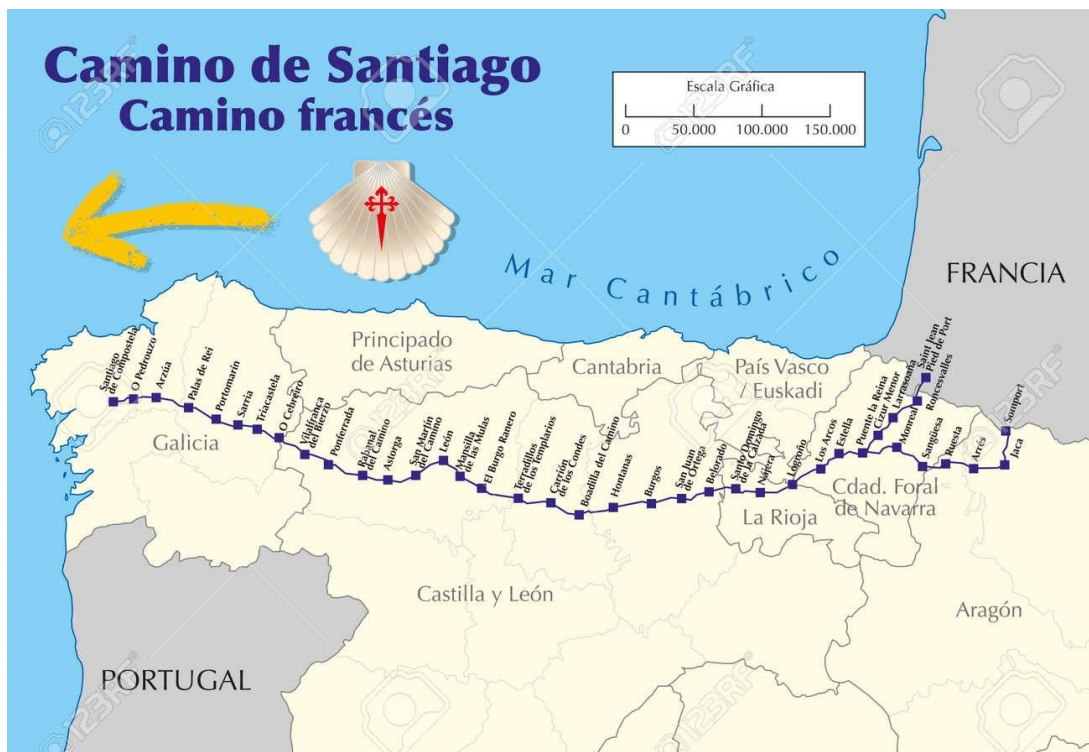 Camino de Santiago
Camino francés
Escala Gráfica
0 50.000 100.000 150.000
Mar Cantábrico
FRANCIA
Principado
de Asturias
Cantabria
País Vasco
/ Euskadi
Galicia
Santiago
de Compostela
O Pedrouzo
Arzúa
Palas de Rei
Portomarín
Sarria
Triacastela
O Cebreiro
Villafranca
del Bierzo
Ponferrada
Rabanal
del Camino
Astorga
San Martín
del Camino
León
Mansilla
de las Mulas
El Burgo Ranero
Terradillos
de los Templarios
Carrión
de los Condes
Boadilla del Camino
Hontanas
Burgos
San Juan
de Ortega
Belorado
Santo Domingo
de la Calzada
Nájera
Logroño
Los Arcos
Estella
Puente la Reina
Cizur Menor
Larrasoaña
Roncesvalles
Saint Jean
Pied de Port
Monreal
Sangüesa
Ruesta
Arrés
Jaca
Somport
La Rioja
Cdad. Foral
de Navarra
Castilla y León
Aragón
PORTUGAL
123RF